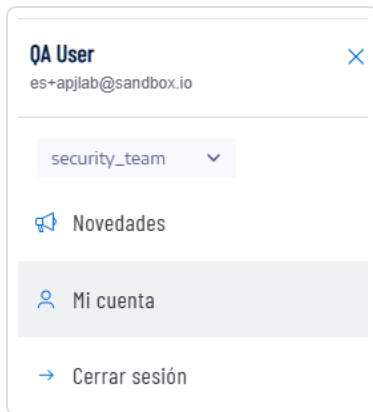 QA User
es+apjlab@sandbox.io
security_team
Novedades
Mi cuenta
Cerrar sesión